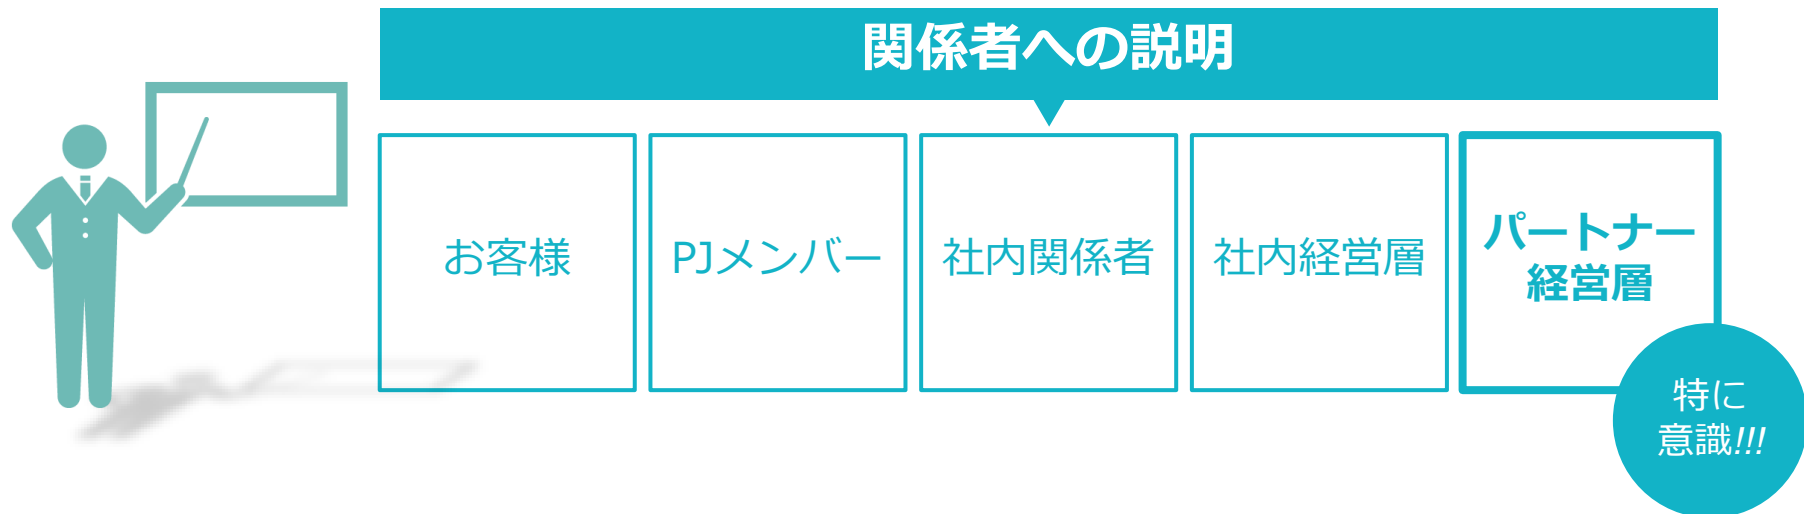 関係者への説明
お客様
PJメンバー
社内関係者
社内経営層
パートナー
経営層
特に
意識!!!